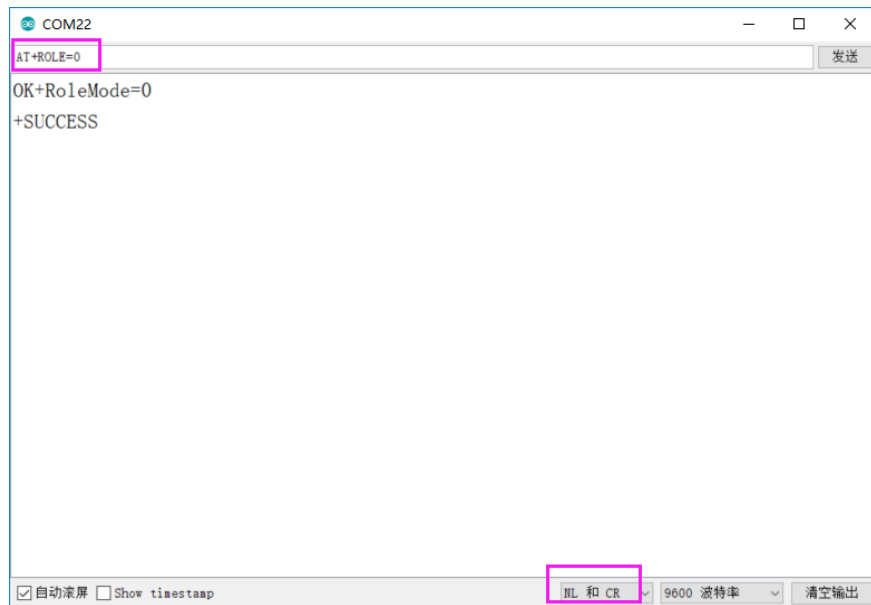 COM22
AT+ROLE=0
发送
OK+RoleMode=0
+SUCCESS
自动滚屏 Show timestamp NL 和 CR 9600 波特率 清空输出